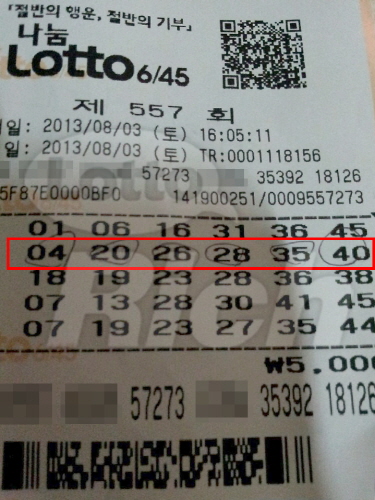 「절반의 행운, 절반의 기부」
나눔
Lotto 6/45
제 557 회
일: 2013/08/03 (토) 16:05:11
일: 2013/08/03 (토) TR:0001118156
57273 35392 18126
5F87E0000BF0 141900251/0009557273
01 06 16 31 36 45
04 20 26 28 35 40
18 19 23 28 36 38
07 13 28 30 41 45
07 19 23 27 35 44
₩5,000
57273 35392 18126